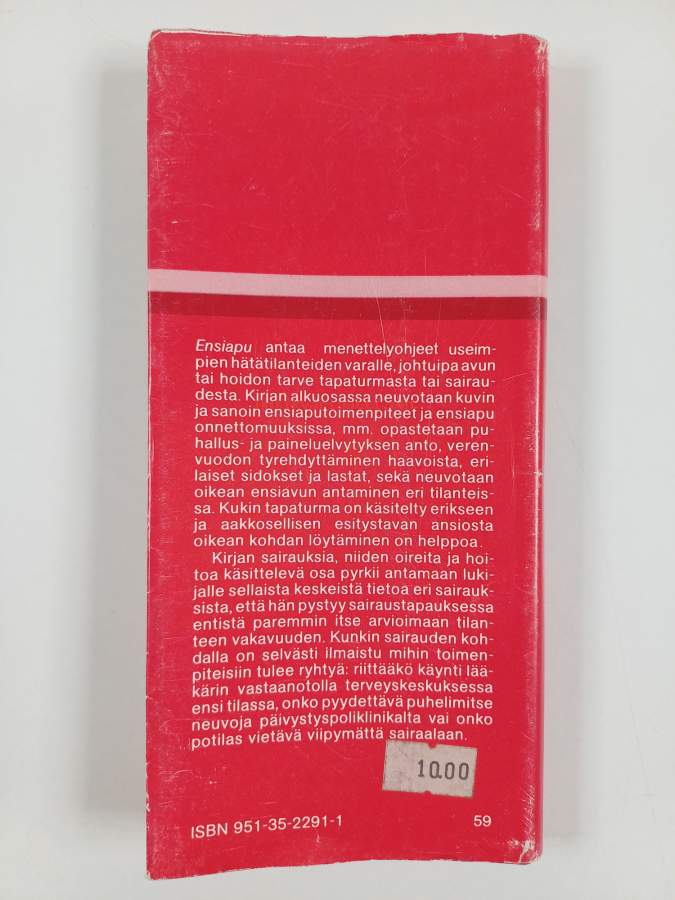 Ensiapu antaa menettelyohjeet useim-
pien hätätilanteiden varalle, johtuipa avun
tai hoidon tarve tapaturmasta tai sairau-
desta. Kirjan alkuosassa neuvotaan kuvin
ja sanoin ensiaputoimenpiteet ja ensiapu
onnettomuuksissa, mm. opastetaan pu-
hallus- ja paineluelvytyksen anto, veren-
vuodon tyrehdyttäminen haavoista, eri-
laiset sidokset ja lastat, sekä neuvotaan
oikean ensiavun antaminen eri tilanteis-
sa. Kukin tapaturma on käsitelty erikseen
ja aakkosellisen esitystavan ansiosta
oikean kohdan löytäminen on helppoa.
Kirjan sairauksia, niiden oireita ja hoi-
toa käsittelevä osa pyrkii antamaan luki-
jalle sellaista keskeistä tietoa eri sairauk-
sista, että hän pystyy sairaustapauksessa
entistä paremmin itse arvioimaan tilan-
teen vakavuuden. Kunkin sairauden koh-
dalla on selvästi ilmaistu mihin toimen-
piteisiin tulee ryhtyä: riittääkö käynti lää-
kärin vastaanotolla terveyskeskuksessa
ensi tilassa, onko pyydettävä puhelimitse
neuvoja päivystyspoliklinikalta vai onko
potilas vietävä viipymättä sairaalaan.
10.00
ISBN 951-35-2291-1 59